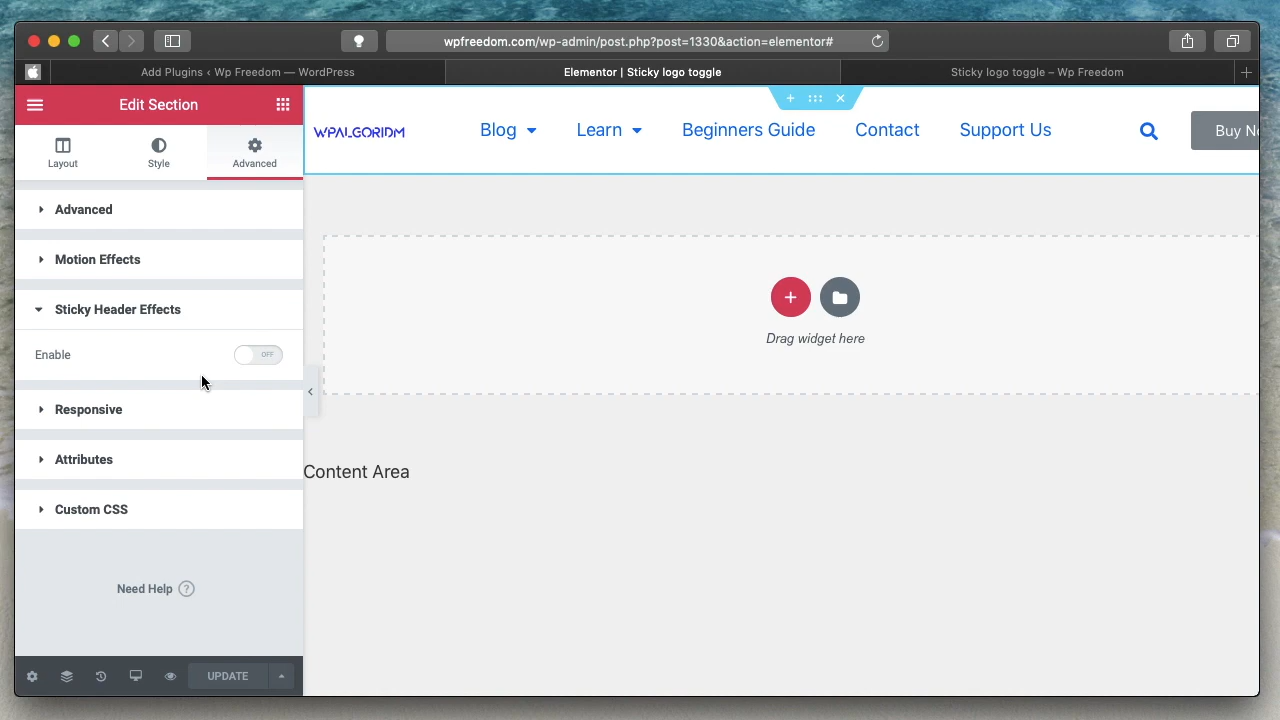 wpfreedom.com/wp-admin/post.php?post=1330&action=elementor#
Add Plugins ‹ Wp Freedom — WordPress
Elementor | Sticky logo toggle
Sticky logo toggle – Wp Freedom
Edit Section
Layout
Style
Advanced
Advanced
Motion Effects
Sticky Header Effects
Enable
OFF
Responsive
Attributes
Custom CSS
Need Help ?
UPDATE
WPALGORIDM
Blog
Learn
Beginners Guide
Contact
Support Us
Buy No
Drag widget here
Content Area